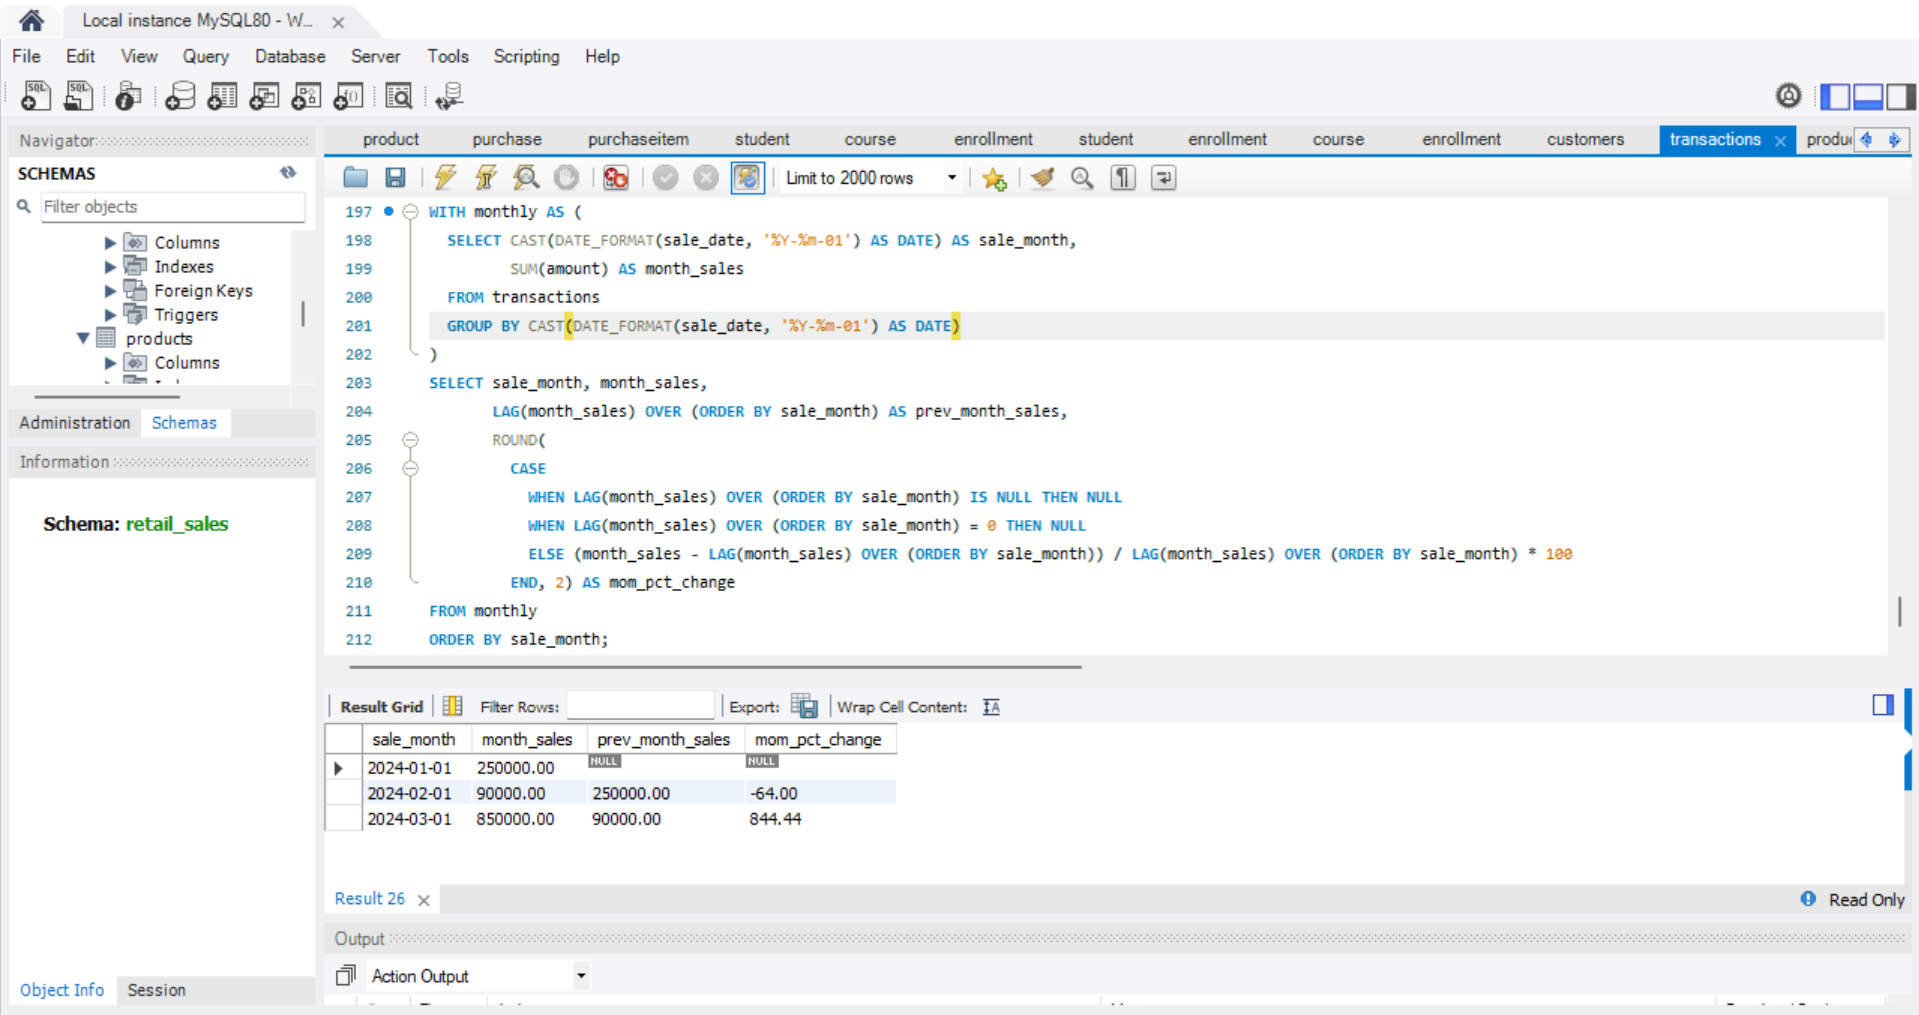 Local instance MySQL80 - W...
File Edit View Query Database Server Tools Scripting Help
Navigator
SCHEMAS
Filter objects
Columns
Indexes
Foreign Keys
Triggers
products
Columns
Administration Schemas
Information
Schema: retail_sales
Object Info Session
product purchase purchaseitem student course enrollment student enrollment course enrollment customers transactions produ
Limit to 2000 rows
197 WITH monthly AS (
198 SELECT CAST(DATE_FORMAT(sale_date, '%Y-%m-01') AS DATE) AS sale_month,
199 SUM(amount) AS month_sales
200 FROM transactions
201 GROUP BY CAST(DATE_FORMAT(sale_date, '%Y-%m-01') AS DATE)
202 )
203 SELECT sale_month, month_sales,
204 LAG(month_sales) OVER (ORDER BY sale_month) AS prev_month_sales,
205 ROUND(
206 CASE
207 WHEN LAG(month_sales) OVER (ORDER BY sale_month) IS NULL THEN NULL
208 WHEN LAG(month_sales) OVER (ORDER BY sale_month) = 0 THEN NULL
209 ELSE (month_sales - LAG(month_sales) OVER (ORDER BY sale_month)) / LAG(month_sales) OVER (ORDER BY sale_month) * 100
210 END, 2) AS mom_pct_change
211 FROM monthly
212 ORDER BY sale_month;
Result Grid Filter Rows: Export: Wrap Cell Content:
sale_month month_sales prev_month_sales mom_pct_change
2024-01-01 250000.00 NULL NULL
2024-02-01 90000.00 250000.00 -64.00
2024-03-01 850000.00 90000.00 844.44
Result 26 Read Only
Output
Action Output